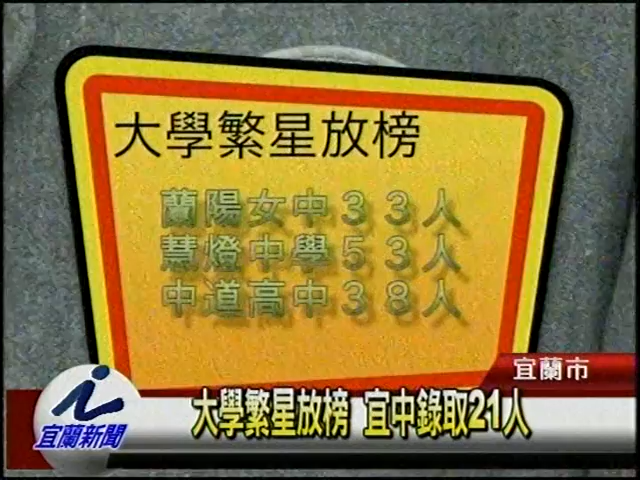 大學繁星放榜
蘭陽女中３３人
慧燈中學５３人
中道高中３８人
宜蘭市
大學繁星放榜 宜中錄取21人
宜蘭新聞